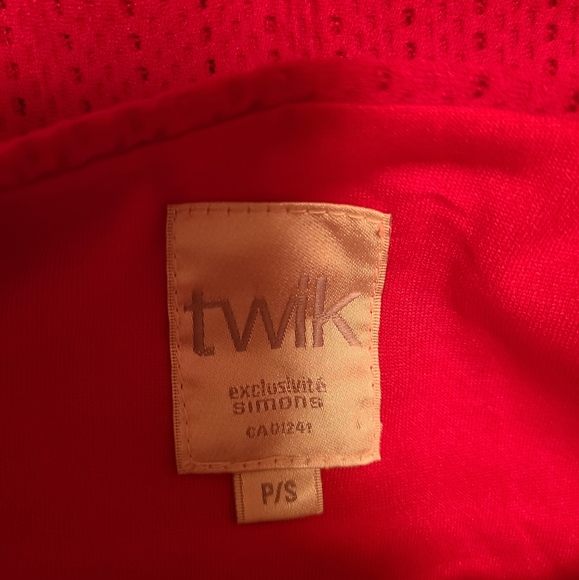 twik
exclusivité
simons
CA01241
P/S